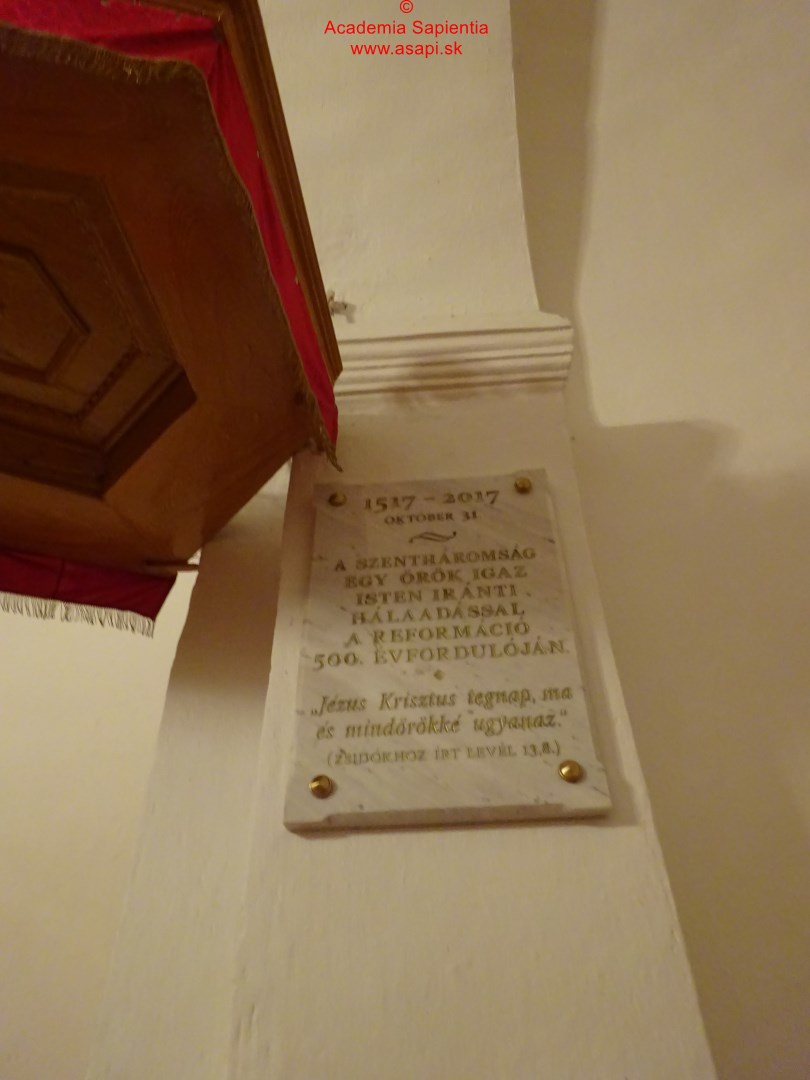 ©
Academia Sapientia
www.asapi.sk
1517 – 2017
OKTÓBER 31
A SZENTHÁROMSÁG
EGY ÖRÖK IGAZ
ISTEN IRÁNTI
HÁLAADÁSSAL
A REFORMÁCIÓ
500. ÉVFORDULÓJÁN.
„Jézus Krisztus tegnap, ma
és mindörökké ugyanaz."
(ZSIDÓKHOZ ÍRT LEVÉL 13,8.)